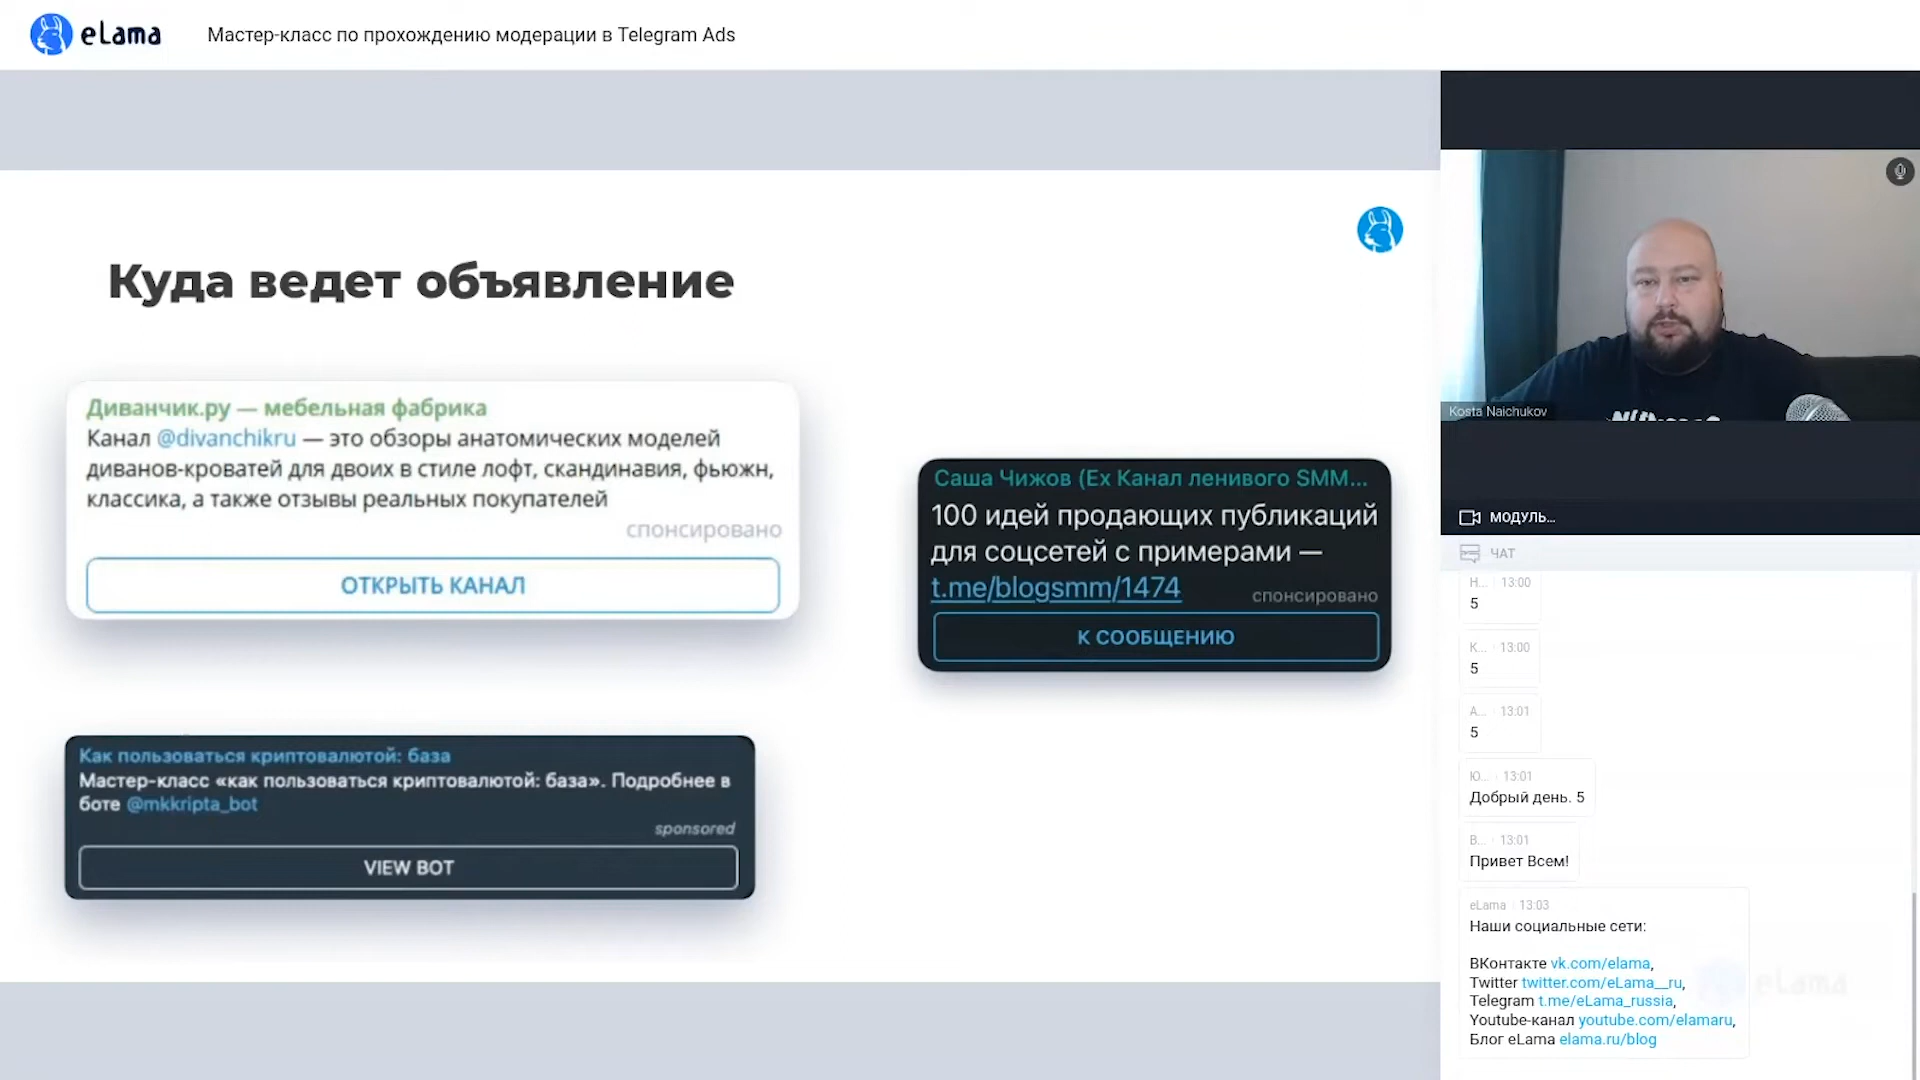 eLama
Мастер-класс по прохождению модерации в Telegram Ads
Куда ведет объявление
Диванчик.ру — мебельная фабрика
Канал @divanchikru — это обзоры анатомических моделей
диванов-кроватей для двоих в стиле лофт, скандинавия, фьюжн,
классика, а также отзывы реальных покупателей
спонсировано
ОТКРЫТЬ КАНАЛ
Саша Чижов (Ex Канал ленивого SMM...
100 идей продающих публикаций
для соцсетей с примерами —
t.me/blogsmm/1474
спонсировано
К СООБЩЕНИЮ
Как пользоваться криптовалютой: база
Мастер-класс «как пользоваться криптовалютой: база». Подробнее в
боте @mkkripta_bot
sponsored
VIEW BOT
Kosta Naichukov
МОДУЛЬ...
ЧАТ
Н... 13:00
5
К... 13:00
5
А... 13:01
5
Ю... 13:01
Добрый день. 5
В... 13:01
Привет Всем!
eLama 13:03
Наши социальные сети:
ВКонтакте vk.com/elama,
Twitter twitter.com/eLama__ru,
Telegram t.me/eLama_russia,
Youtube-канал youtube.com/elamaru,
Блог eLama elama.ru/blog
eLama